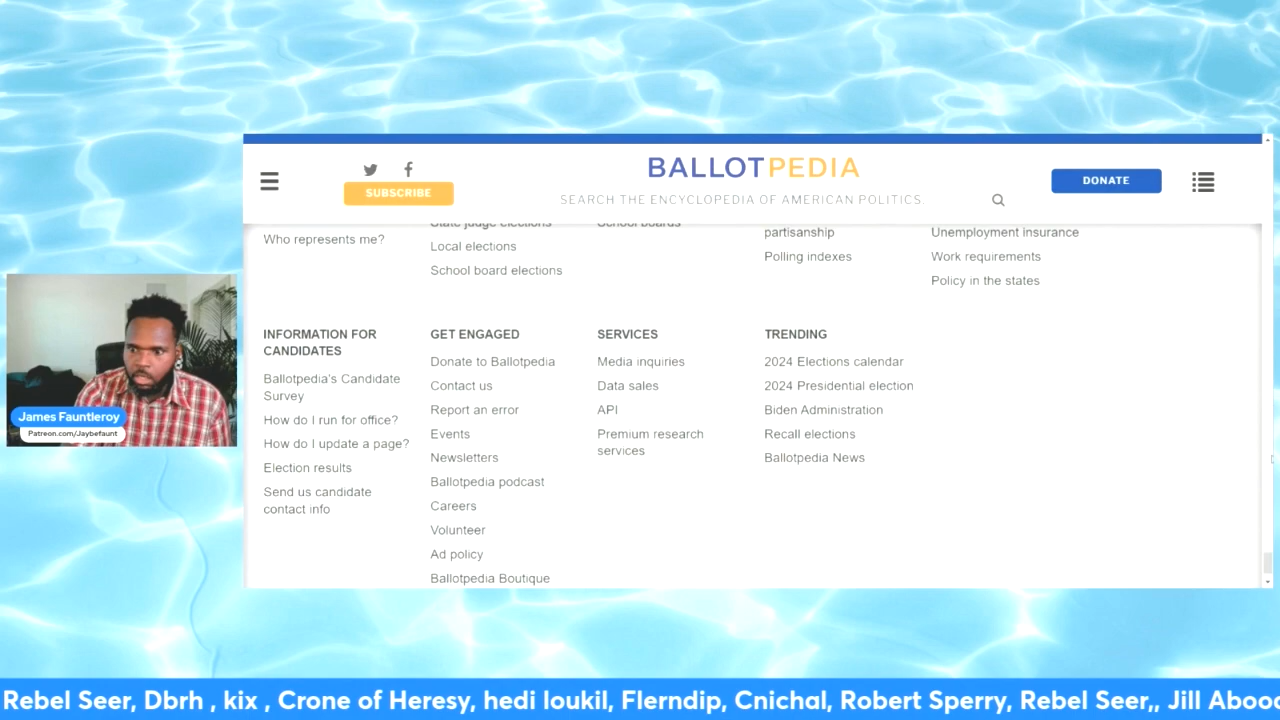 BALLOTPEDIA
SUBSCRIBE
SEARCH THE ENCYCLOPEDIA OF AMERICAN POLITICS.
DONATE
Who represents me?
State judge elections
Local elections
School board elections
School boards
partisanship
Polling indexes
Unemployment insurance
Work requirements
Policy in the states
INFORMATION FOR
CANDIDATES
Ballotpedia's Candidate
Survey
How do I run for office?
How do I update a page?
Election results
Send us candidate
contact info
GET ENGAGED
Donate to Ballotpedia
Contact us
Report an error
Events
Newsletters
Ballotpedia podcast
Careers
Volunteer
Ad policy
Ballotpedia Boutique
SERVICES
Media inquiries
Data sales
API
Premium research
services
TRENDING
2024 Elections calendar
2024 Presidential election
Biden Administration
Recall elections
Ballotpedia News
James Fauntleroy
Patreon.com/Jaybefaunt
Rebel Seer, Dbrh , kix , Crone of Heresy, hedi loukil, Flerndip, Cnichal, Robert Sperry, Rebel Seer,, Jill